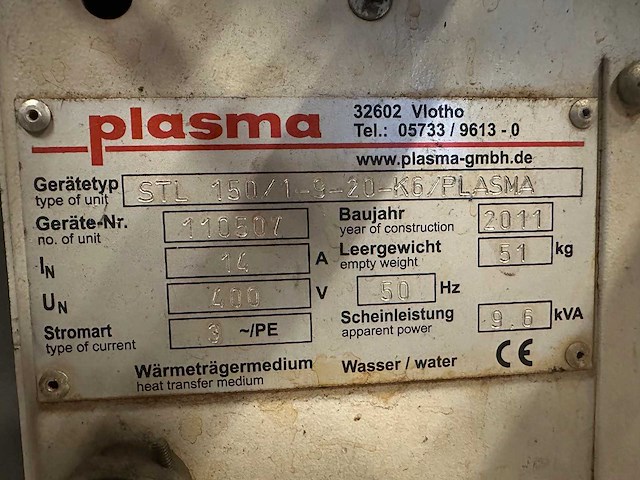 plasma
32602 Vlotho
Tel.: 05733 / 9613 - 0
www.plasma-gmbh.de
Gerätetyp STL 150/1-9-20-K6/PLASMA
type of unit
Geräte-Nr. 110507 Baujahr 2011
no. of unit year of construction
IN 14 A Leergewicht 51 kg
empty weight
UN 400 V 50 Hz
Stromart 3 ~/PE Scheinleistung 9.6 kVA
type of current apparent power
Wärmeträgermedium Wasser / water CE
heat transfer medium